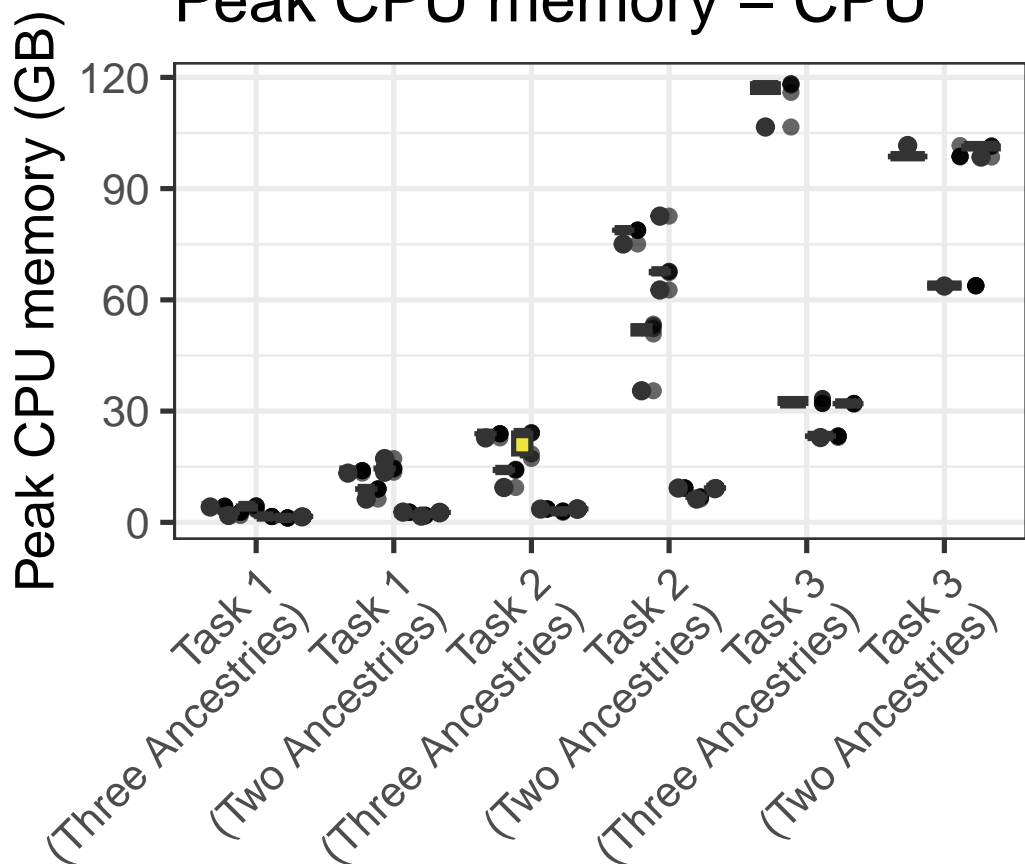 Peak CPU memory – CPU
Peak CPU memory (GB)
120
90
60
30
0
Task 1
(Three Ancestries)
Task 1
(Two Ancestries)
Task 2
(Three Ancestries)
Task 2
(Two Ancestries)
Task 3
(Three Ancestries)
Task 3
(Two Ancestries)